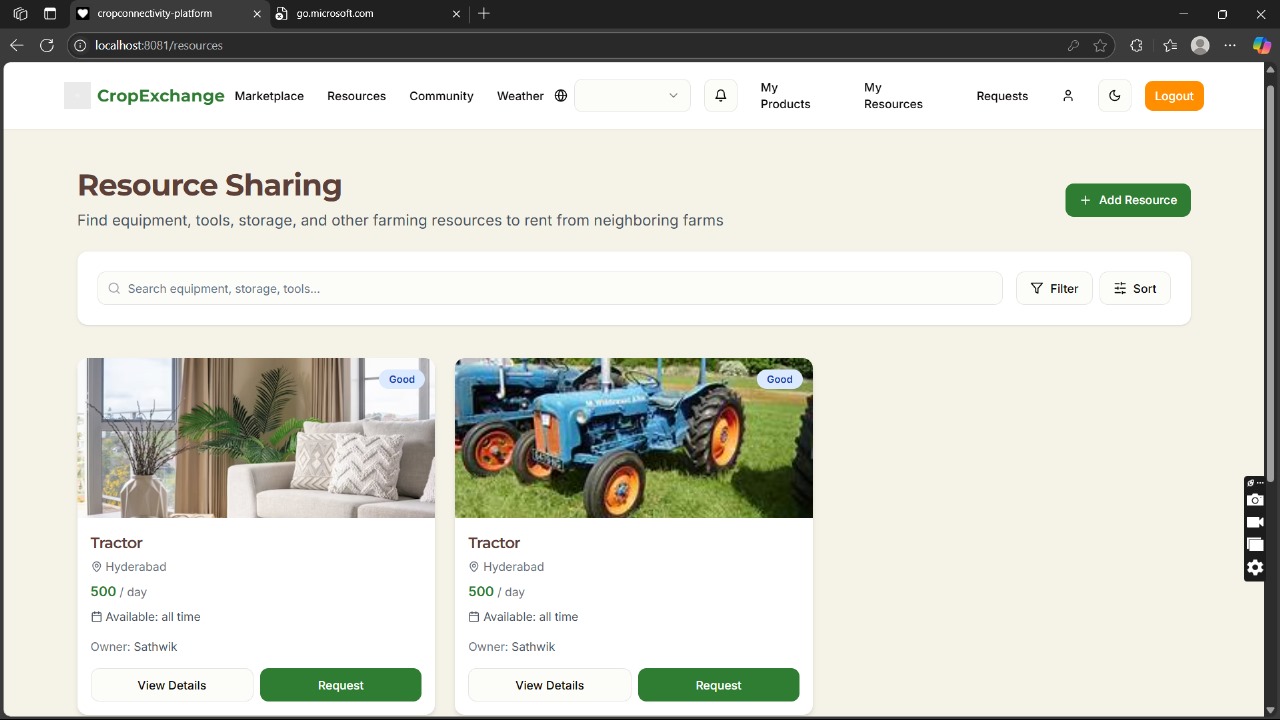 cropconnectivity-platform
go.microsoft.com
localhost:8081/resources
CropExchange
Marketplace
Resources
Community
Weather
My
Products
My
Resources
Requests
Logout
Resource Sharing
Find equipment, tools, storage, and other farming resources to rent from neighboring farms
+ Add Resource
Search equipment, storage, tools...
Filter
Sort
Good
Good
Tractor
Hyderabad
500 / day
Available: all time
Owner: Sathwik
View Details
Request
Tractor
Hyderabad
500 / day
Available: all time
Owner: Sathwik
View Details
Request